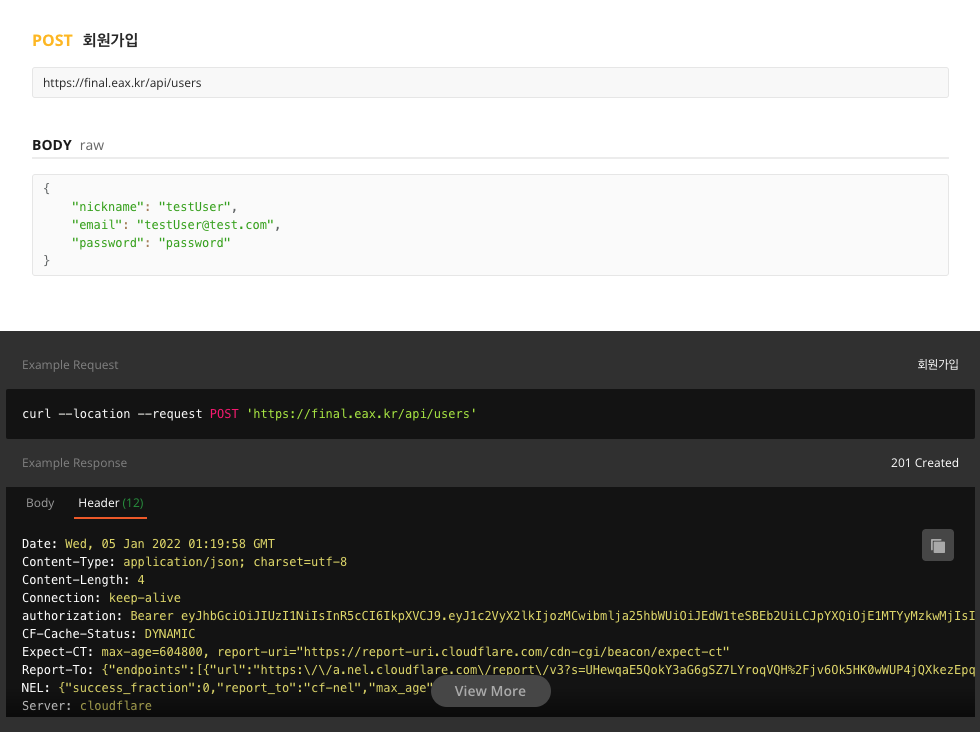 POST 회원가입
https://final.eax.kr/api/users
BODY raw
{
"nickname": "testUser",
"email": "testUser@test.com",
"password": "password"
}
Example Request 회원가입
curl --location --request POST 'https://final.eax.kr/api/users'
Example Response 201 Created
Body Header (12)
Date: Wed, 05 Jan 2022 01:19:58 GMT
Content-Type: application/json; charset=utf-8
Content-Length: 4
Connection: keep-alive
authorization: Bearer eyJhbGciOiJIUzI1NiIsInR5cCI6IkpXVCJ9.eyJ1c2VyX2lkIjozMCwibmlja25hbWUiOiJEdW1teSBEb2UiLCJpYXQiOjE1MTYyMzkwMjIsI
CF-Cache-Status: DYNAMIC
Expect-CT: max-age=604800, report-uri="https://report-uri.cloudflare.com/cdn-cgi/beacon/expect-ct"
Report-To: {"endpoints":[{"url":"https:\/\/a.nel.cloudflare.com\/report\/v3?s=UHewqaE5QokY3aG6gSZ7LYroqVQH%2Fjv6Ok5HK0wWUP4jQXkezEpq
NEL: {"success_fraction":0,"report_to":"cf-nel","max_age"
View More
Server: cloudflare